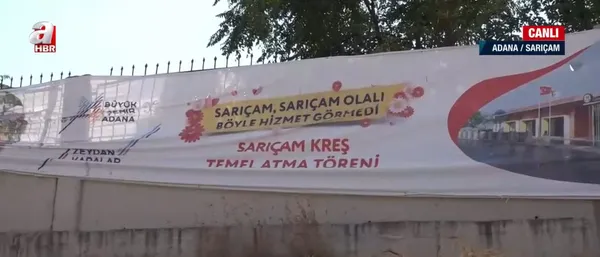 a
HBR
CANLI
ADANA / SARIÇAM
BÜYÜK
ŞEHİR
ADANA
ZEYDAN
KARALAR
SARIÇAM, SARIÇAM OLALI
BÖYLE HİZMET GÖRMEDİ
SARIÇAM KREŞ
TEMEL ATMA TÖRENİ